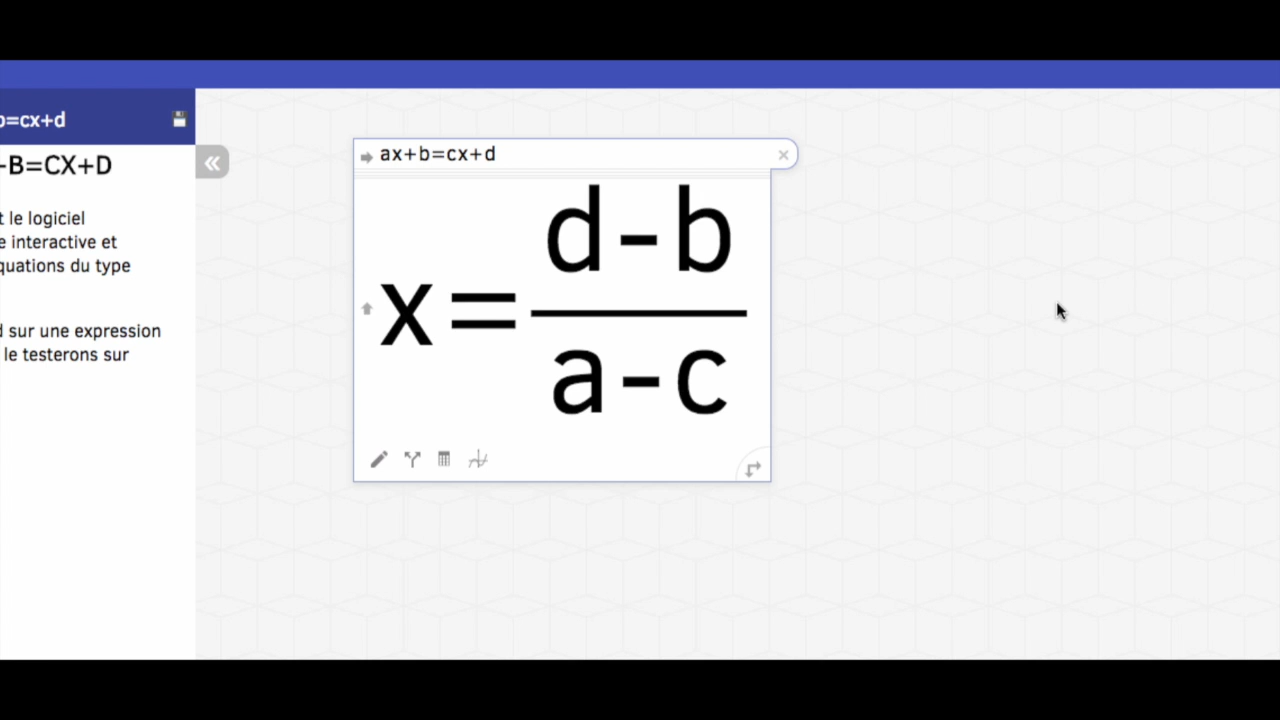 b=cx+d
-B=CX+D
t le logiciel
e interactive et
quations du type
d sur une expression
le testerons sur
ax+b=cx+d
x=
d-b
a-c